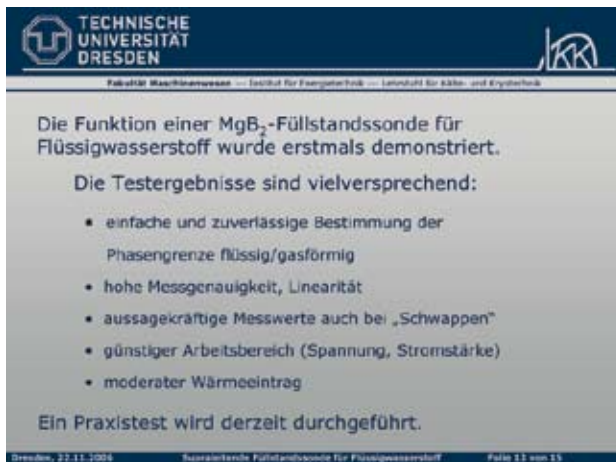 TECHNISCHE
UNIVERSITÄT
DRESDEN
IKK
Fakultät Maschinenwesen — Institut für Energietechnik — Lehrstuhl für Kälte- und Kryotechnik
Die Funktion einer MgB₂-Füllstandssonde für
Flüssigwasserstoff wurde erstmals demonstriert.
Die Testergebnisse sind vielversprechend:
• einfache und zuverlässige Bestimmung der
Phasengrenze flüssig/gasförmig
• hohe Messgenauigkeit, Linearität
• aussagekräftige Messwerte auch bei „Schwappen“
• günstiger Arbeitsbereich (Spannung, Stromstärke)
• moderater Wärmeeintrag
Ein Praxistest wird derzeit durchgeführt.
Dresden, 22.11.2006 Supraleitende Füllstandssonde für Flüssigwasserstoff Folie 13 von 15